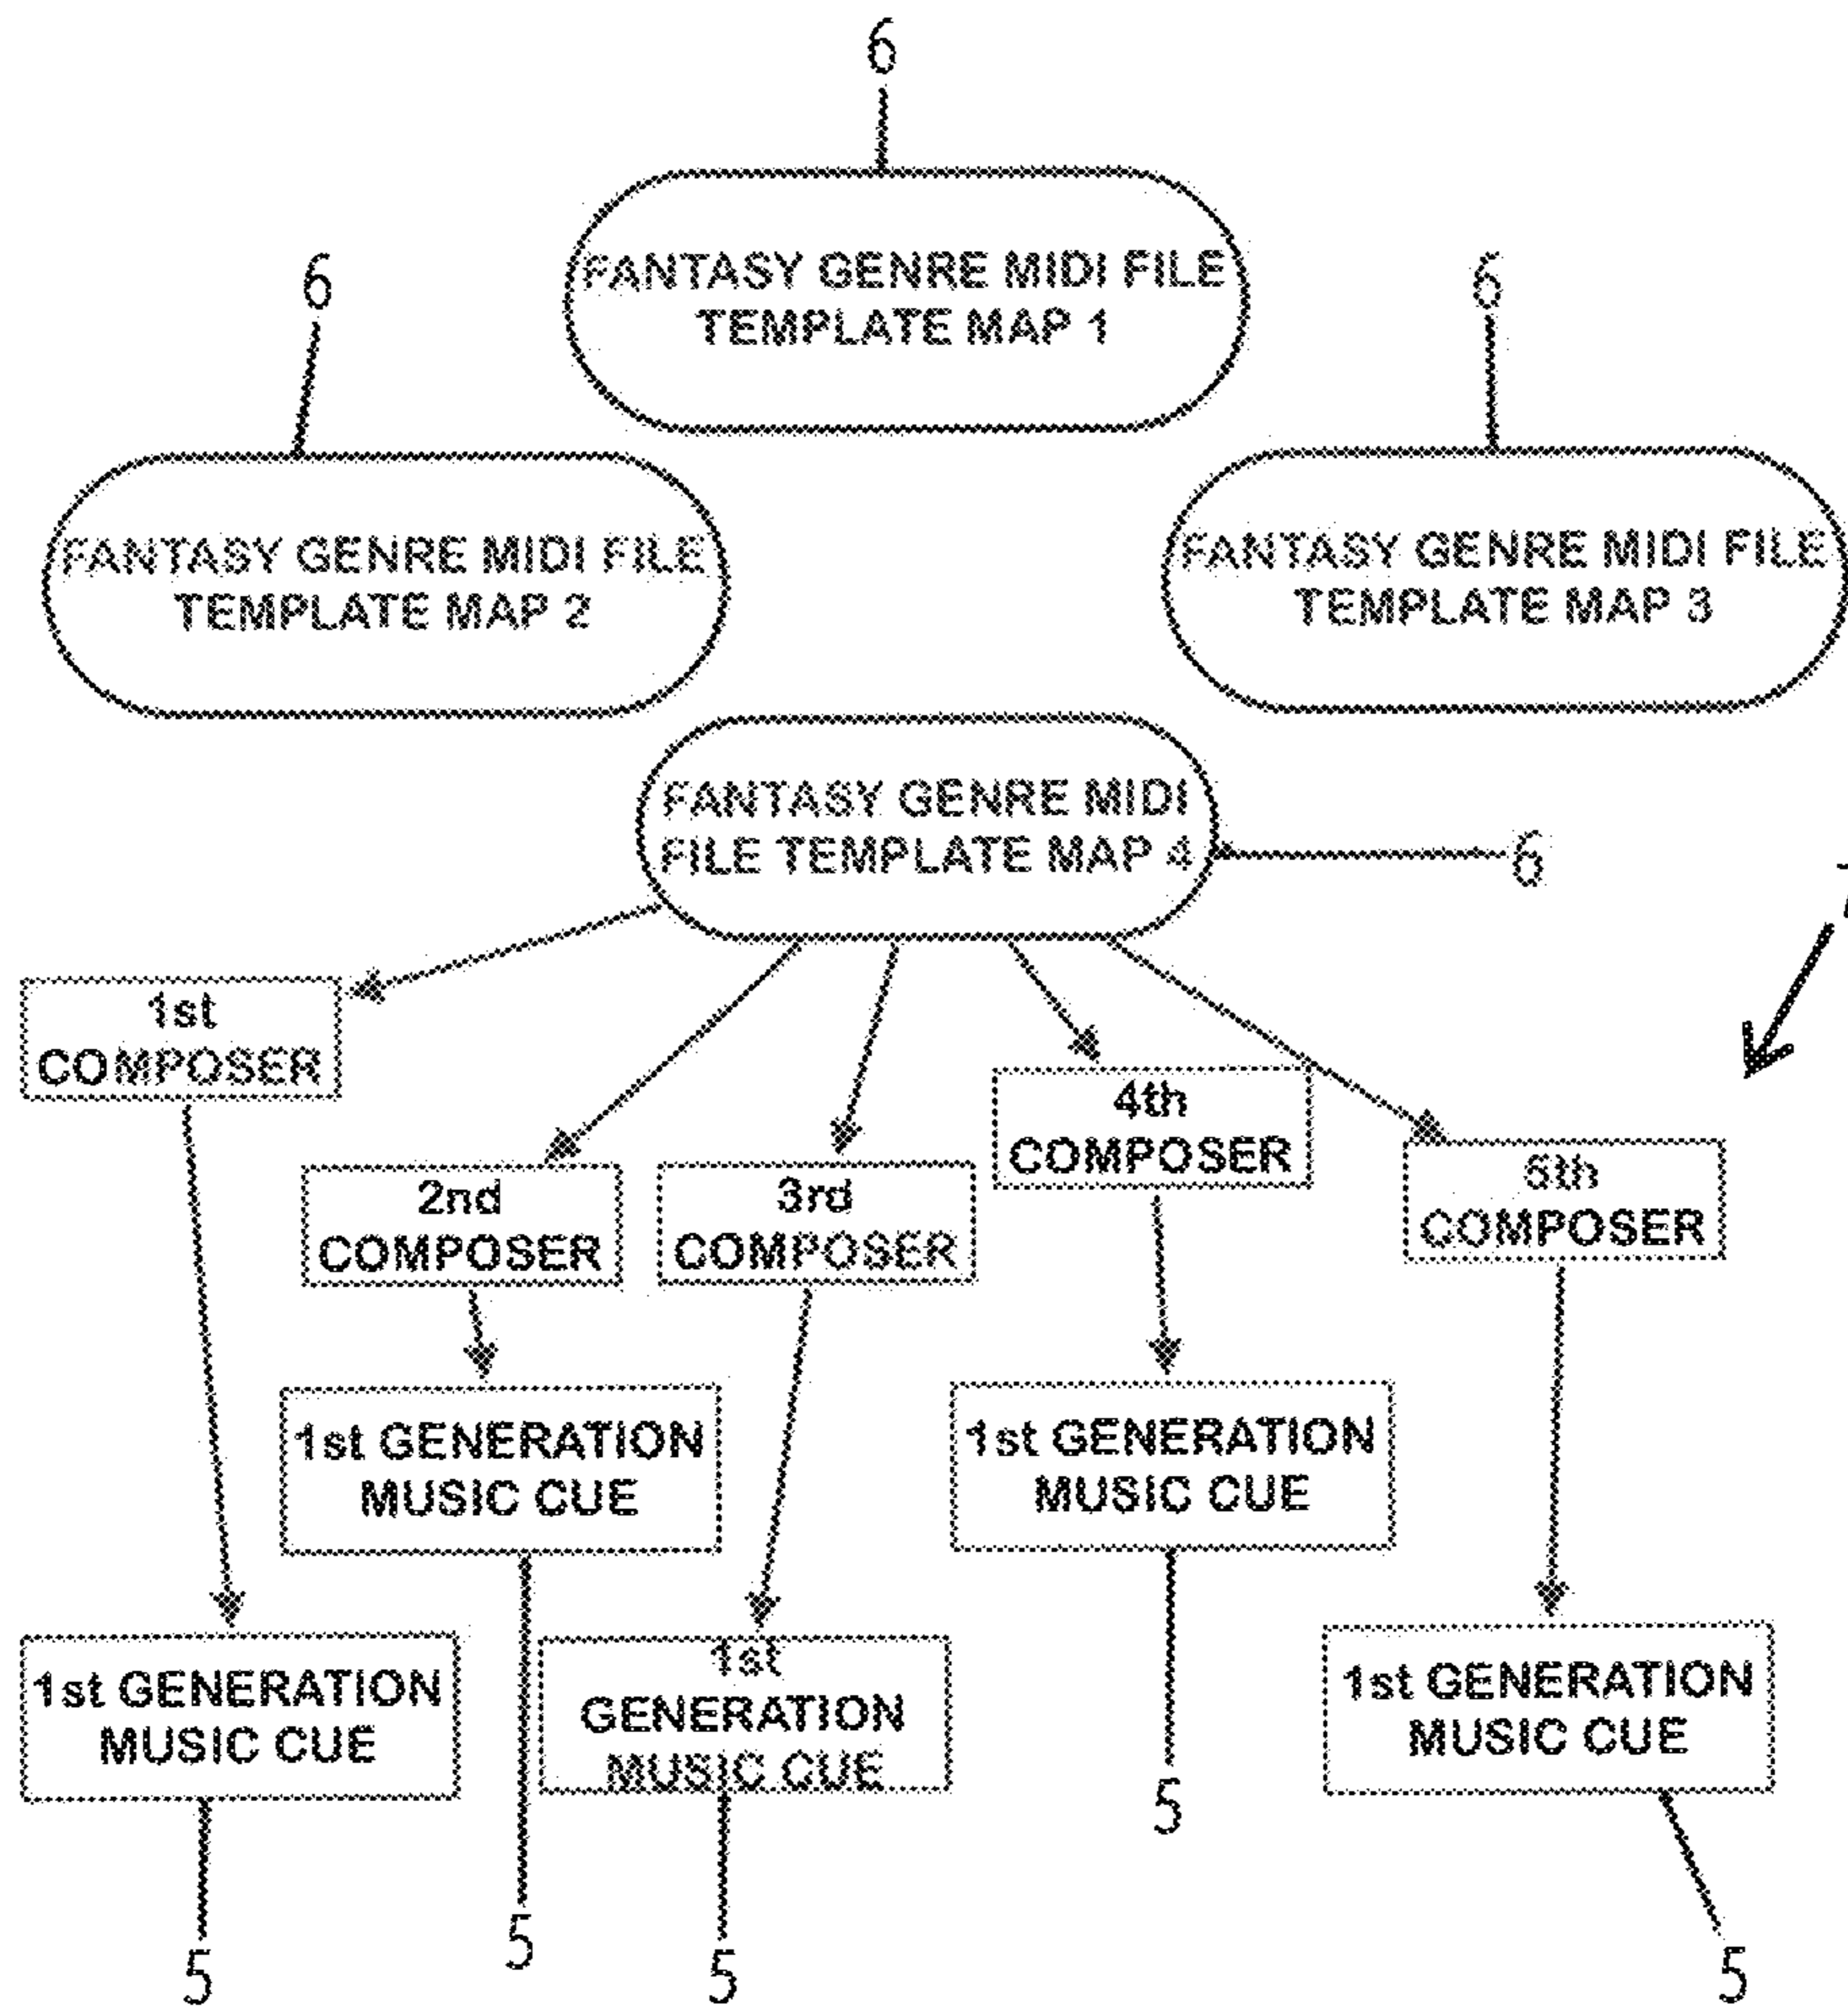 6
FANTASY GENRE MIDI FILE
TEMPLATE MAP 1
6
FANTASY GENRE MIDI FILE
TEMPLATE MAP 2
6
FANTASY GENRE MIDI FILE
TEMPLATE MAP 3
FANTASY GENRE MIDI
FILE TEMPLATE MAP 4
6
1st
COMPOSER
2nd
COMPOSER
3rd
COMPOSER
4th
COMPOSER
5th
COMPOSER
1st GENERATION
MUSIC CUE
1st GENERATION
MUSIC CUE
1st GENERATION
MUSIC CUE
1st
GENERATION
MUSIC CUE
1st GENERATION
MUSIC CUE
5
5
5
5
5